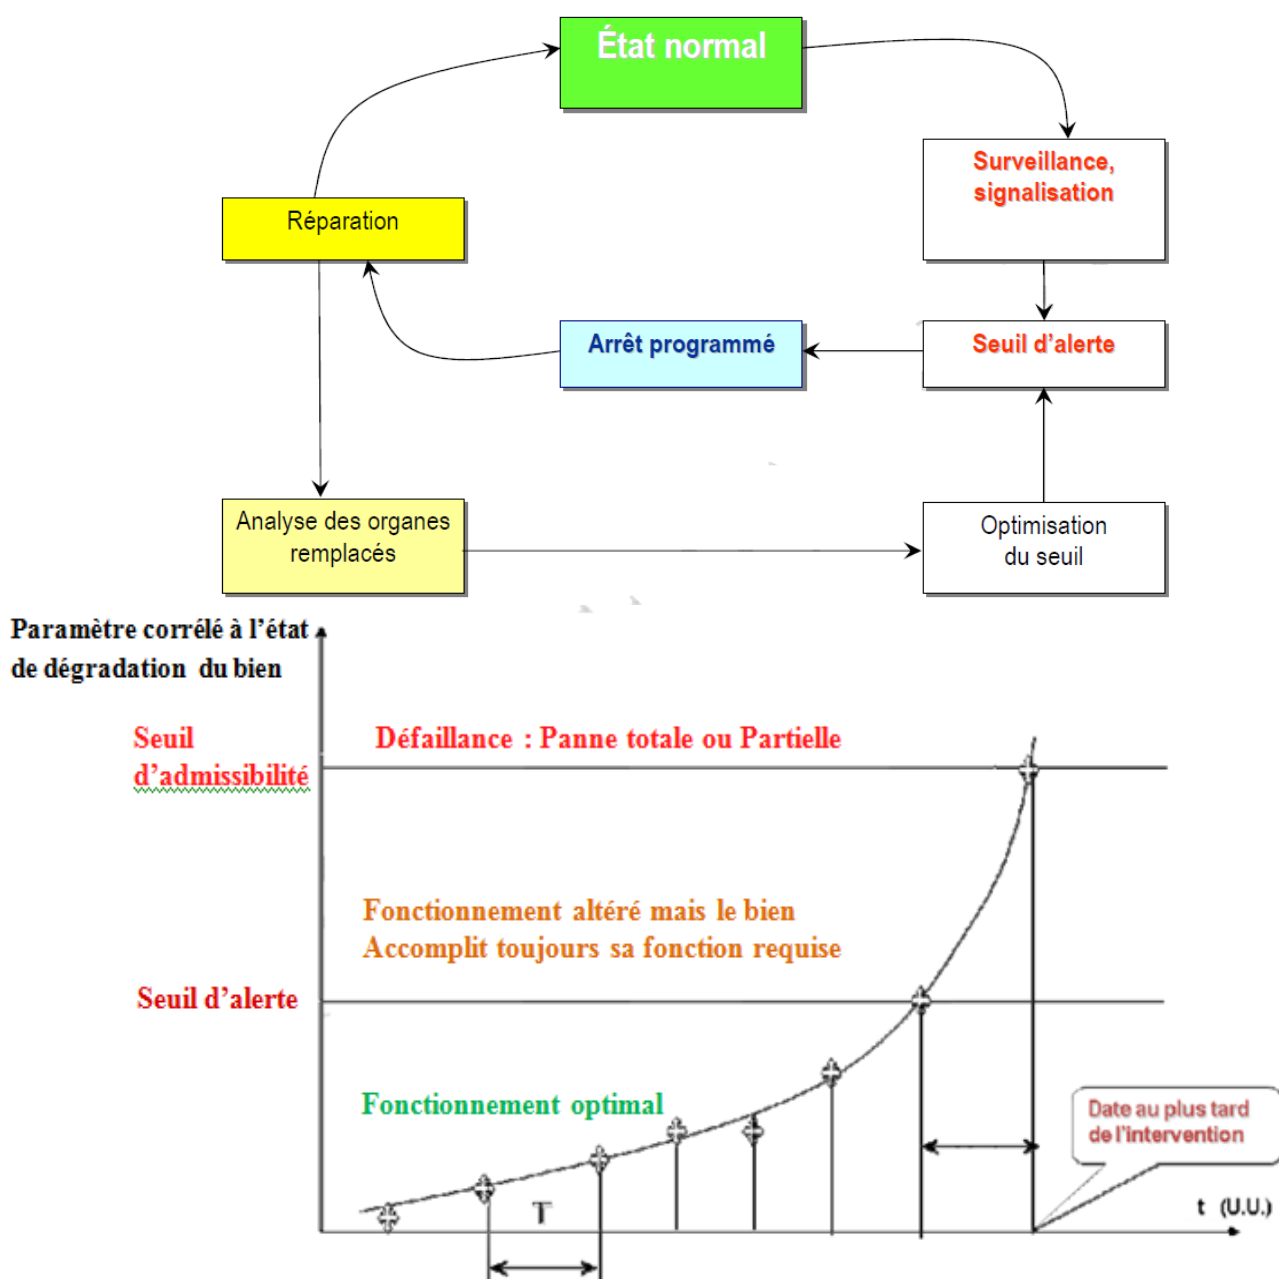 État normal
Surveillance,
signalisation
Réparation
Arrêt programmé
Seuil d'alerte
Analyse des organes
remplacés
Optimisation
du seuil
Paramètre corrélé à l'état
de dégradation du bien
Seuil
d'admissibilité
Défaillance : Panne totale ou Partielle
Fonctionnement altéré mais le bien
Accomplit toujours sa fonction requise
Seuil d'alerte
Fonctionnement optimal
Date au plus tard
de l'intervention
T
t (U.U.)